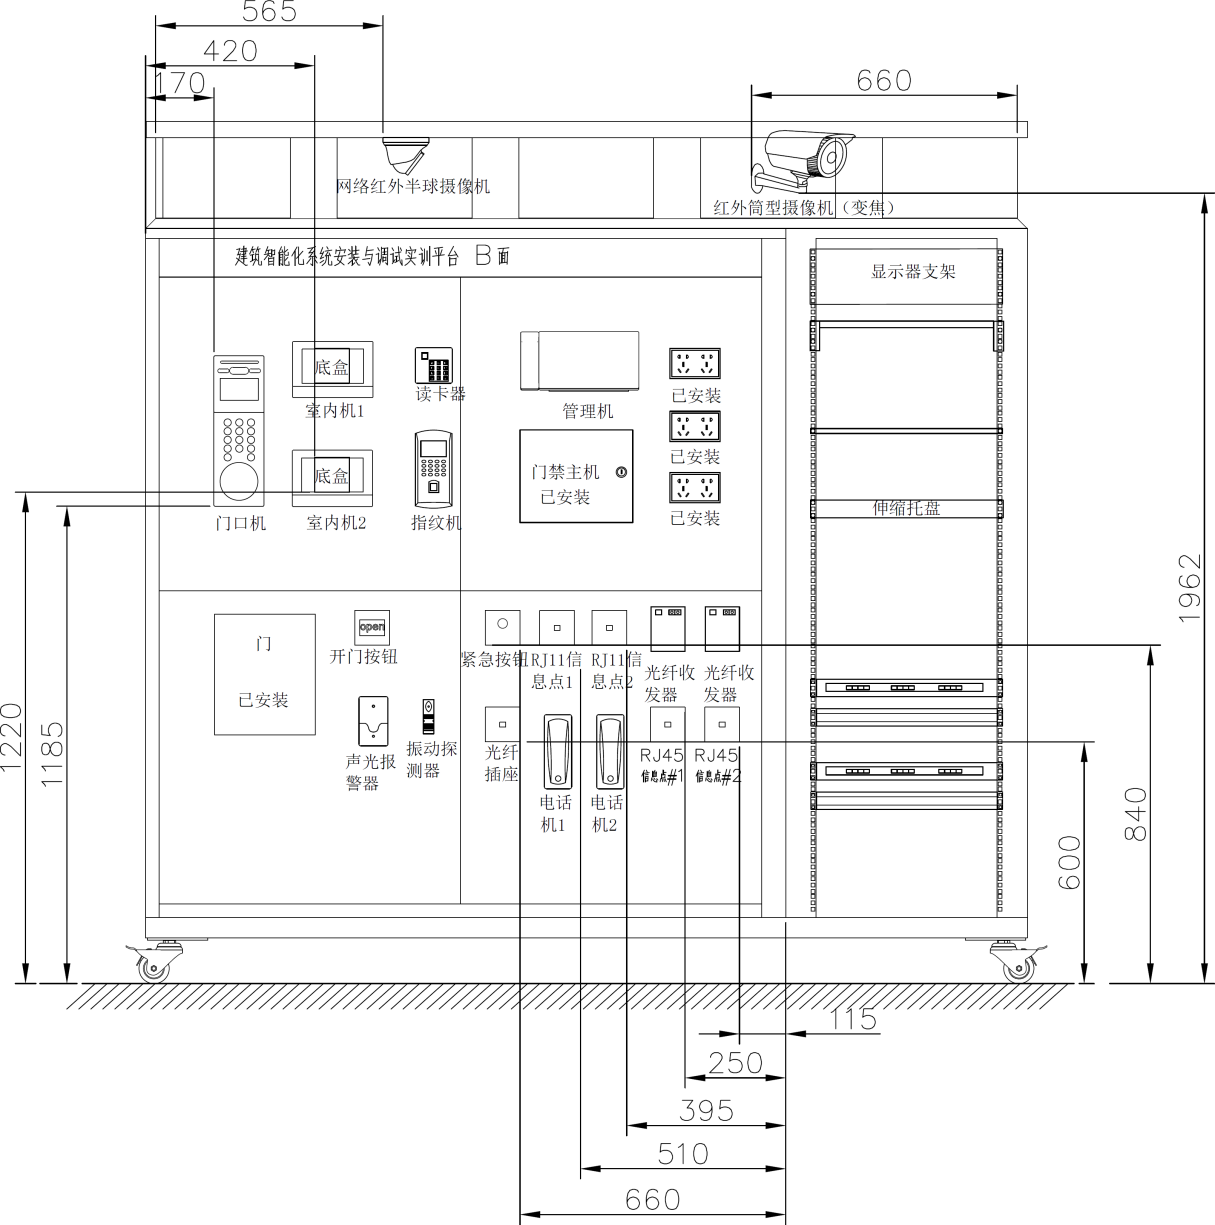 565
420
170
660
网络红外半球摄像机
红外筒型摄像机（变焦）
建筑智能化系统安装与调试实训平台 B面
显示器支架
底盒
室内机1
读卡器
管理机
已安装
已安装
已安装
底盒
室内机2
门口机
指纹机
门禁主机
已安装
伸缩托盘
1962
门
已安装
open
开门按钮
紧急按钮
RJ11信
息点1
RJ11信
息点2
光纤收
发器
光纤收
发器
声光报
警器
振动探
测器
光纤
插座
RJ45
信息点#1
RJ45
信息点#2
电话
机1
电话
机2
1220
1185
840
600
115
250
395
510
660